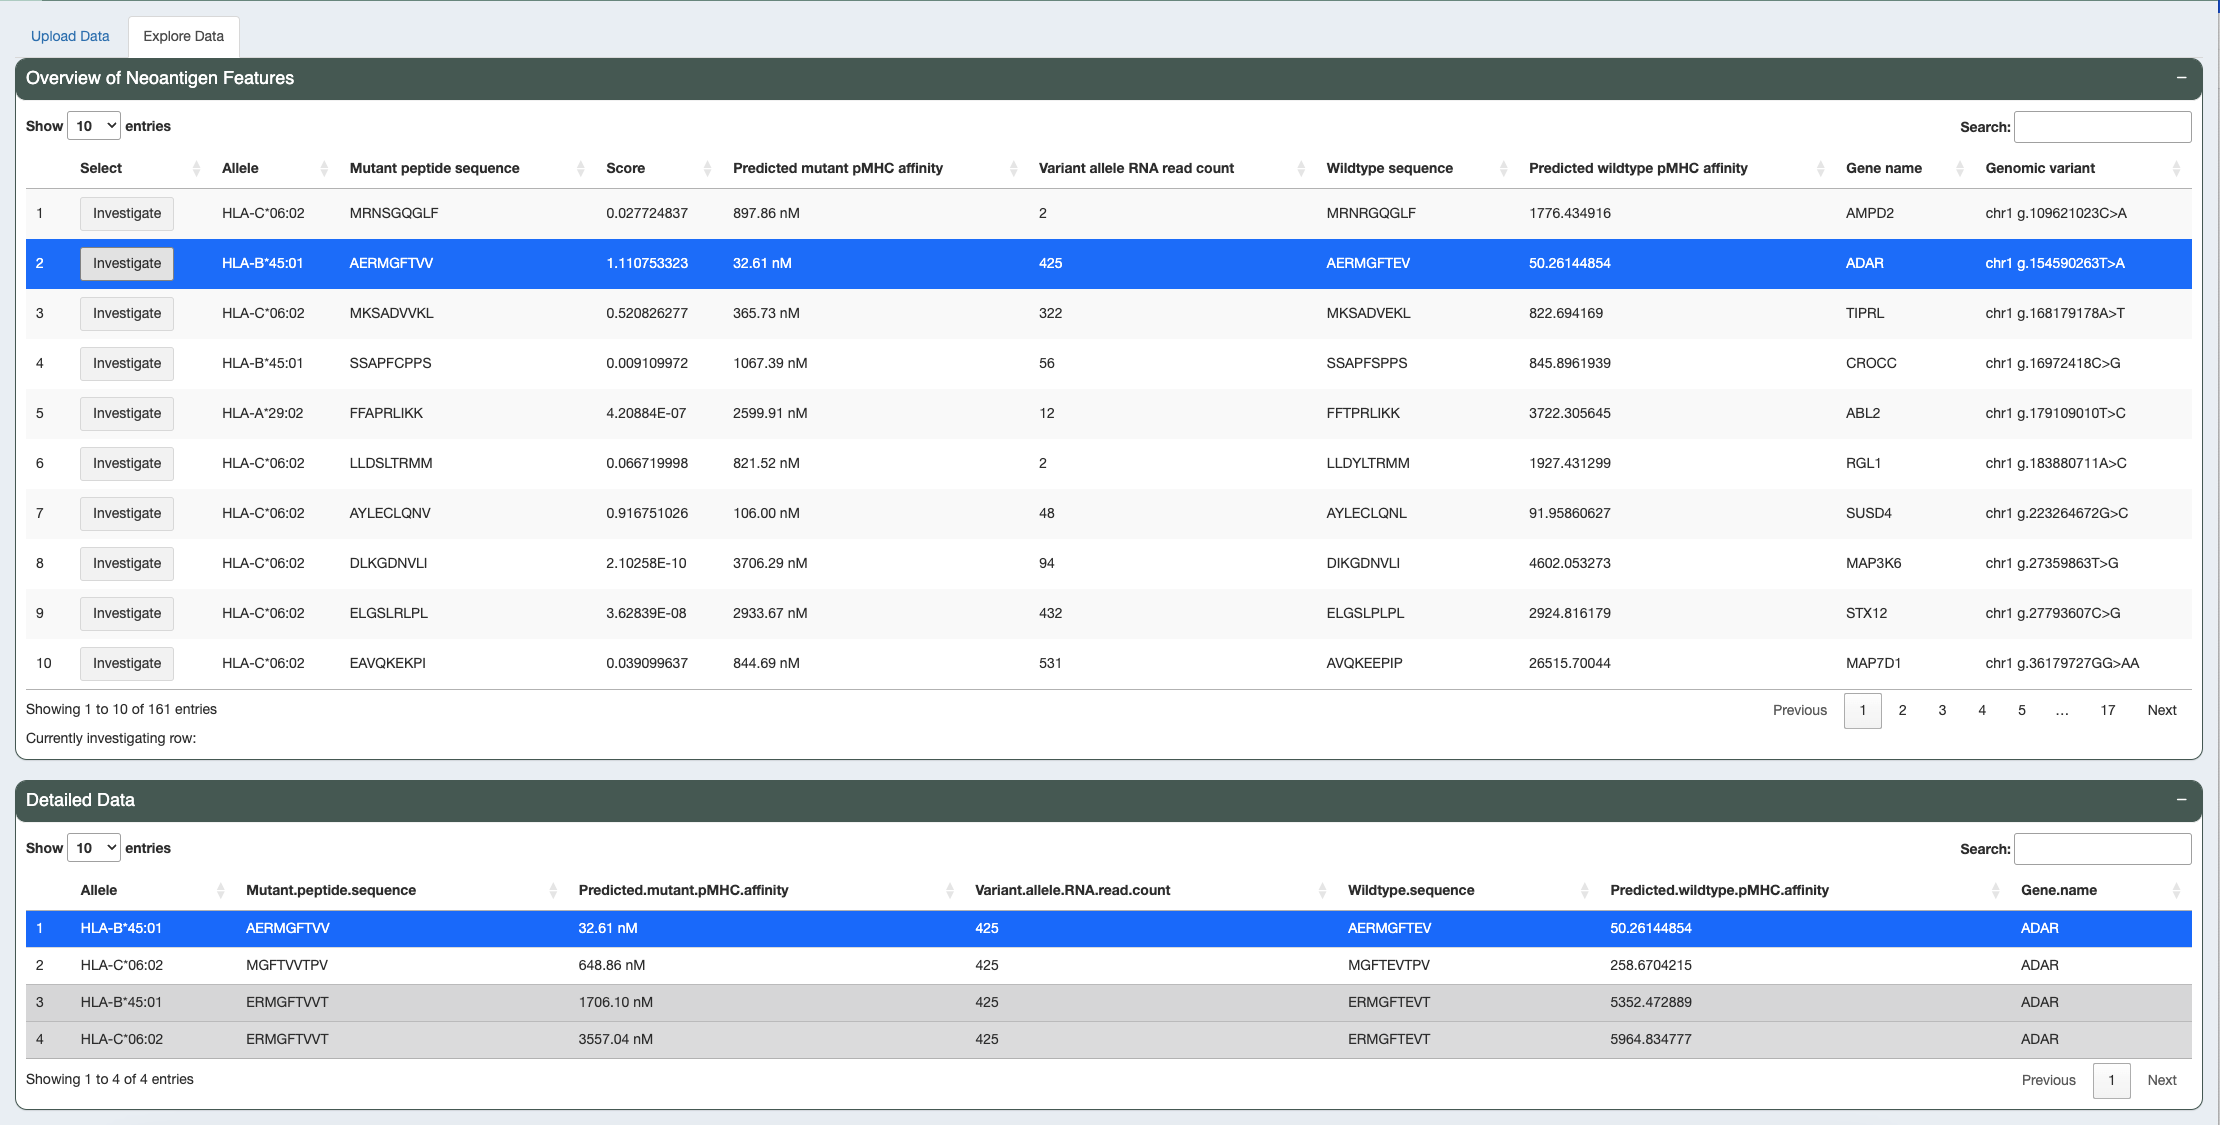 Upload Data Explore Data
Overview of Neoantigen Features −
Show 10 entries Search:
Select Allele Mutant peptide sequence Score Predicted mutant pMHC affinity Variant allele RNA read count Wildtype sequence Predicted wildtype pMHC affinity Gene name Genomic variant
1 Investigate HLA-C*06:02 MRNSGQGLF 0.027724837 897.86 nM 2 MRNRGQGLF 1776.434916 AMPD2 chr1 g.109621023C>A
2 Investigate HLA-B*45:01 AERMGFTVV 1.110753323 32.61 nM 425 AERMGFTEV 50.26144854 ADAR chr1 g.154590263T>A
3 Investigate HLA-C*06:02 MKSADVVKL 0.520826277 365.73 nM 322 MKSADVEKL 822.694169 TIPRL chr1 g.168179178A>T
4 Investigate HLA-B*45:01 SSAPFCPPS 0.009109972 1067.39 nM 56 SSAPFSPPS 845.8961939 CROCC chr1 g.16972418C>G
5 Investigate HLA-A*29:02 FFAPRLIKK 4.20884E-07 2599.91 nM 12 FFTPRLIKK 3722.305645 ABL2 chr1 g.179109010T>C
6 Investigate HLA-C*06:02 LLDSLTRMM 0.066719998 821.52 nM 2 LLDYLTRMM 1927.431299 RGL1 chr1 g.183880711A>C
7 Investigate HLA-C*06:02 AYLECLQNV 0.916751026 106.00 nM 48 AYLECLQNL 91.95860627 SUSD4 chr1 g.223264672G>C
8 Investigate HLA-C*06:02 DLKGDNVLI 2.10258E-10 3706.29 nM 94 DIKGDNVLI 4602.053273 MAP3K6 chr1 g.27359863T>G
9 Investigate HLA-C*06:02 ELGSLRLPL 3.62839E-08 2933.67 nM 432 ELGSLPLPL 2924.816179 STX12 chr1 g.27793607C>G
10 Investigate HLA-C*06:02 EAVQKEKPI 0.039099637 844.69 nM 531 AVQKEEPIP 26515.70044 MAP7D1 chr1 g.36179727GG>AA
Showing 1 to 10 of 161 entries Previous 1 2 3 4 5 … 17 Next
Currently investigating row:
Detailed Data −
Show 10 entries Search:
Allele Mutant.peptide.sequence Predicted.mutant.pMHC.affinity Variant.allele.RNA.read.count Wildtype.sequence Predicted.wildtype.pMHC.affinity Gene.name
1 HLA-B*45:01 AERMGFTVV 32.61 nM 425 AERMGFTEV 50.26144854 ADAR
2 HLA-C*06:02 MGFTVVTPV 648.86 nM 425 MGFTEVTPV 258.6704215 ADAR
3 HLA-B*45:01 ERMGFTVVT 1706.10 nM 425 ERMGFTEVT 5352.472889 ADAR
4 HLA-C*06:02 ERMGFTVVT 3557.04 nM 425 ERMGFTEVT 5964.834777 ADAR
Showing 1 to 4 of 4 entries Previous 1 Next